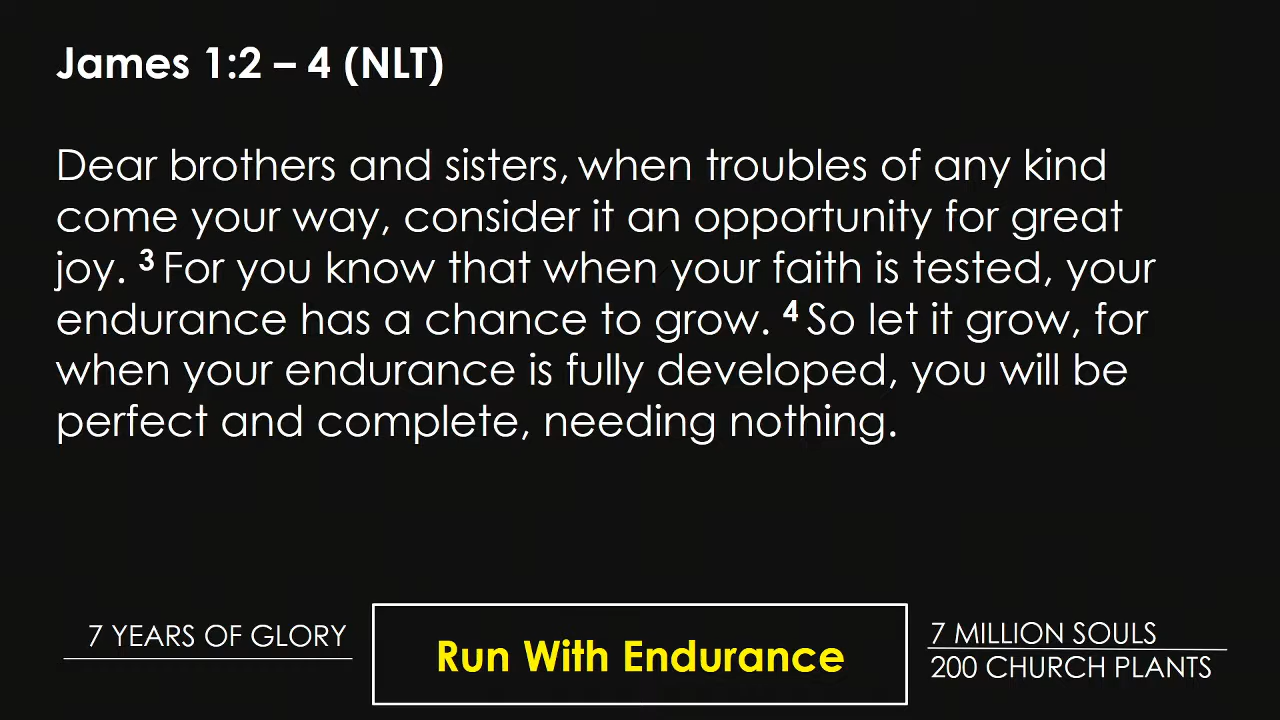 James 1:2 – 4 (NLT)
Dear brothers and sisters, when troubles of any kind
come your way, consider it an opportunity for great
joy. 3 For you know that when your faith is tested, your
endurance has a chance to grow. 4 So let it grow, for
when your endurance is fully developed, you will be
perfect and complete, needing nothing.
7 YEARS OF GLORY
Run With Endurance
7 MILLION SOULS
200 CHURCH PLANTS